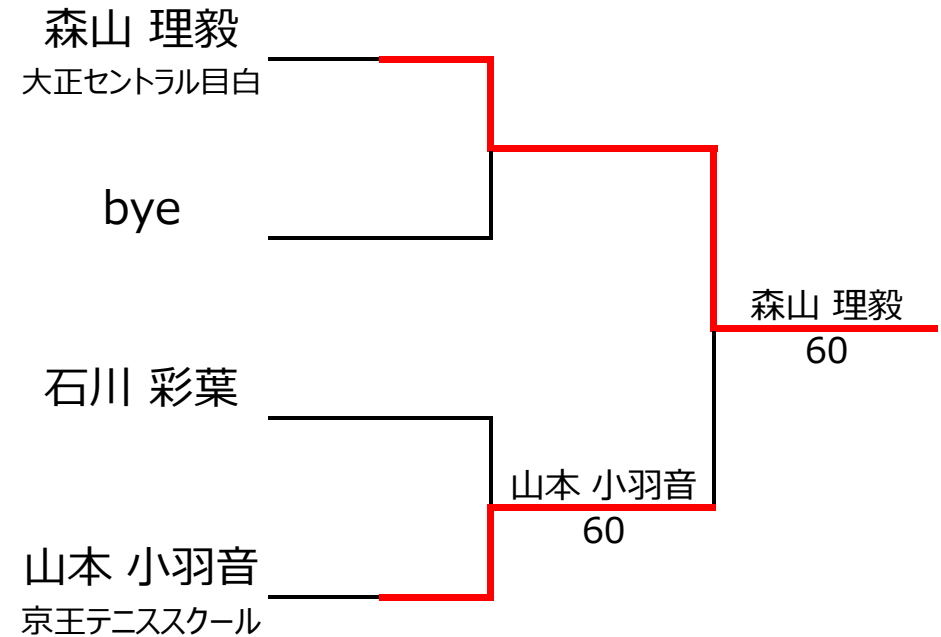 森山 理毅
大正セントラル目白
bye
森山 理毅
60
石川 彩葉
山本 小羽音
60
山本 小羽音
京王テニススクール